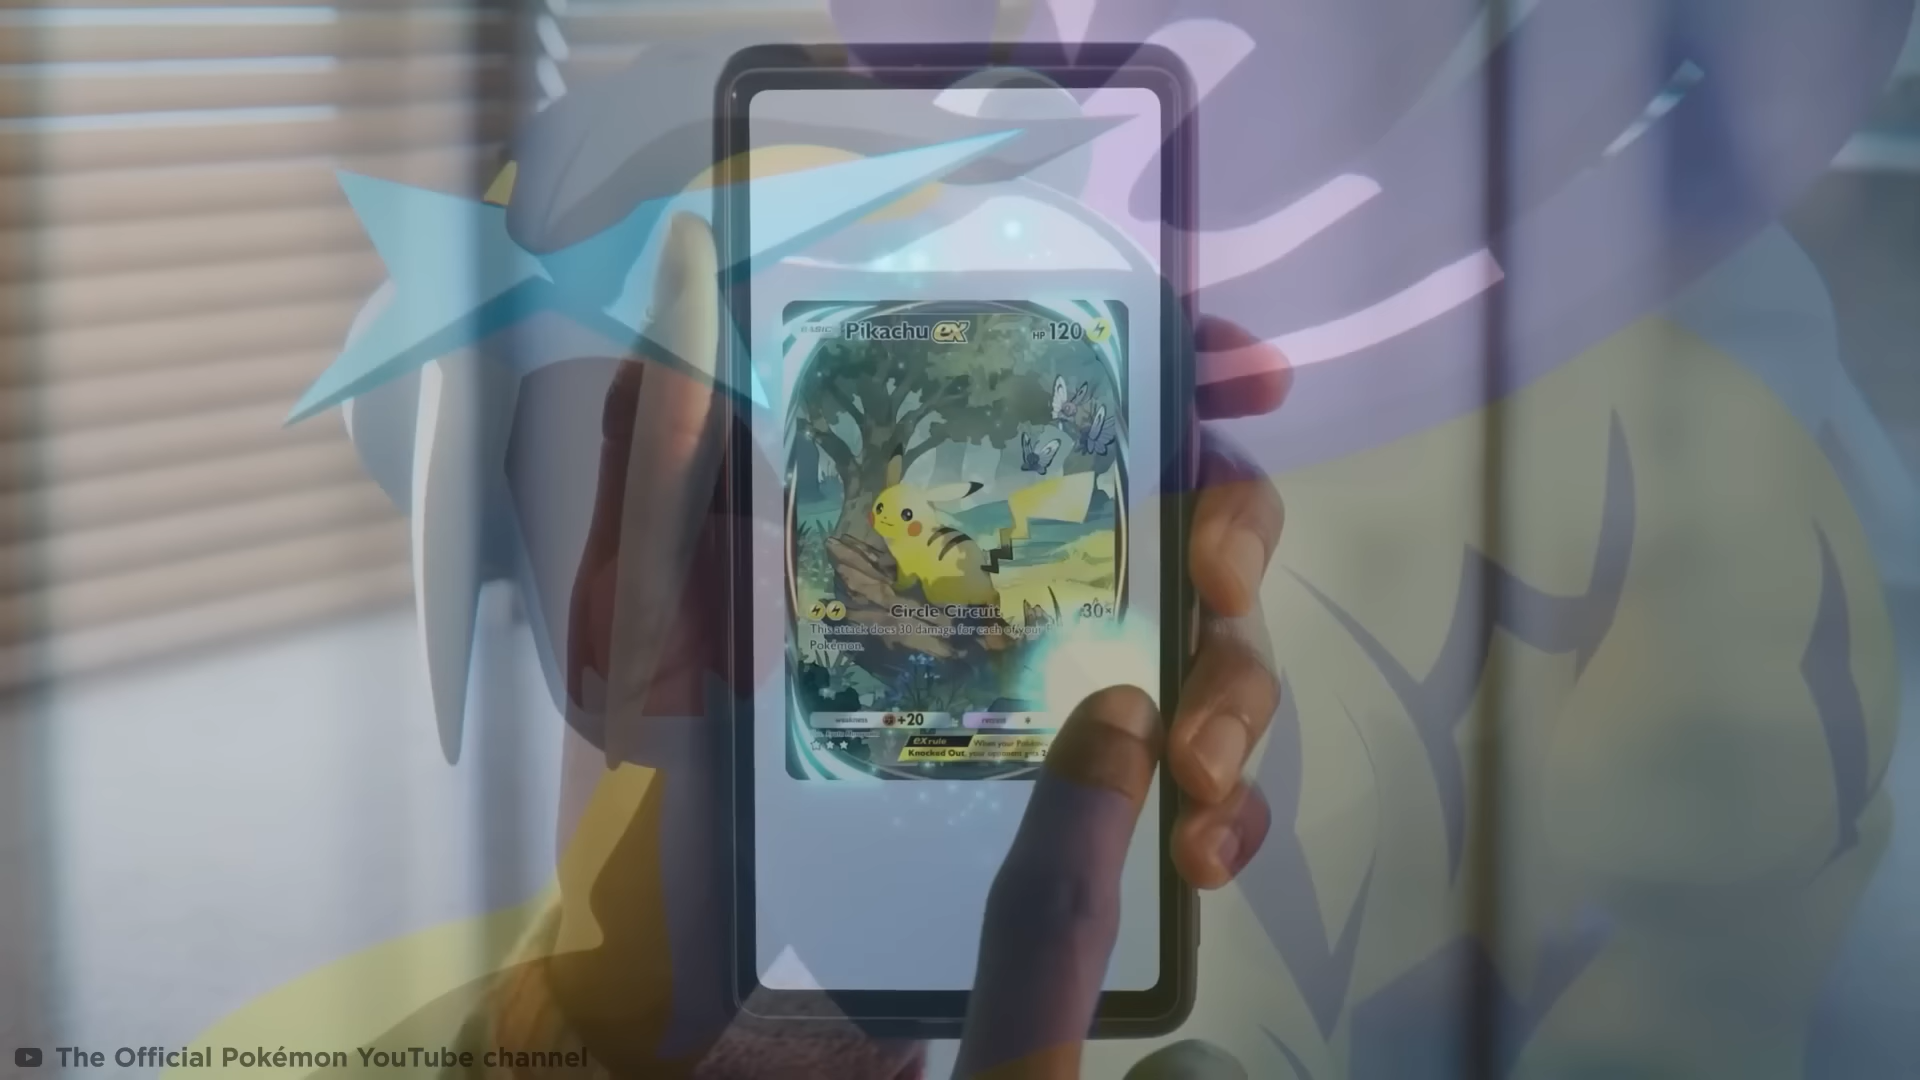 BASIC Pikachu ex HP 120
Circle Circuit 30×
This attack does 30 damage for each of your
Pokémon.
weakness +20 retreat
ex rule When your Pokémon
Knocked Out, your opponent gets 2
The Official Pokémon YouTube channel